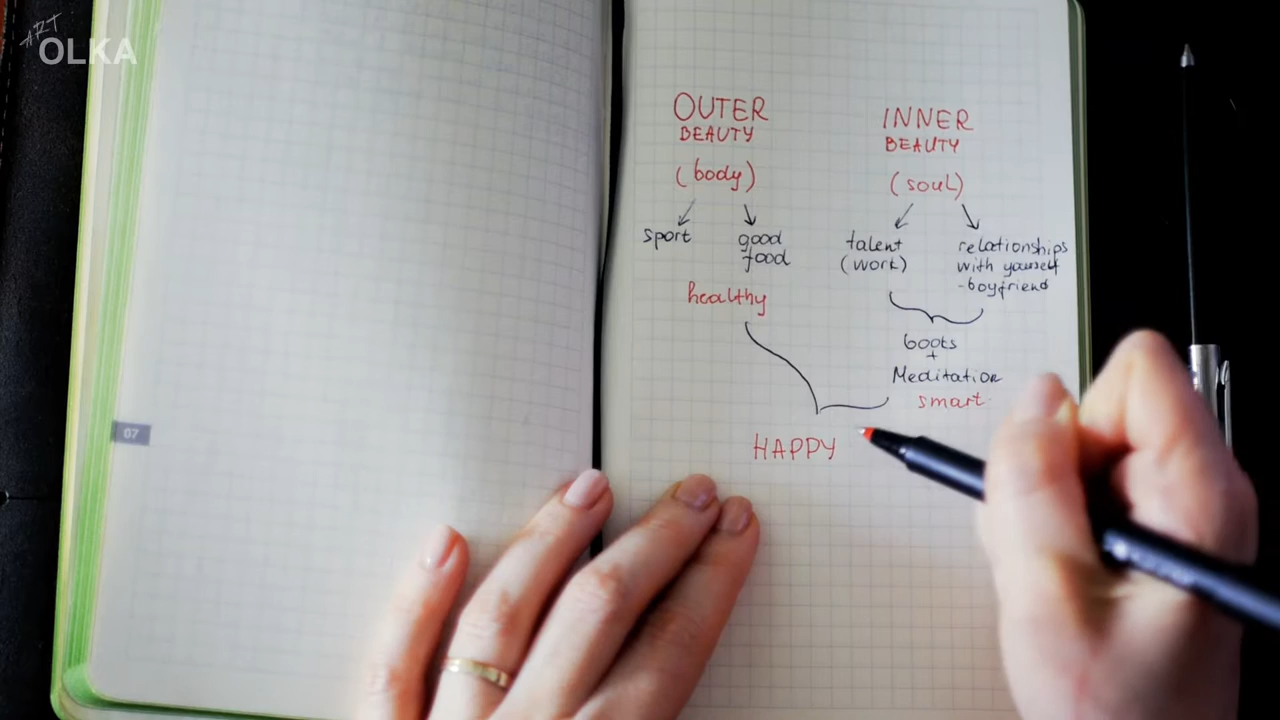 ART
OLKA
07
OUTER
BEAUTY
(body)
sport
good
food
healthy
INNER
BEAUTY
(soul)
talent
(work)
relationships
with yourself
-boyfriend
books
+
Meditation
smart
HAPPY